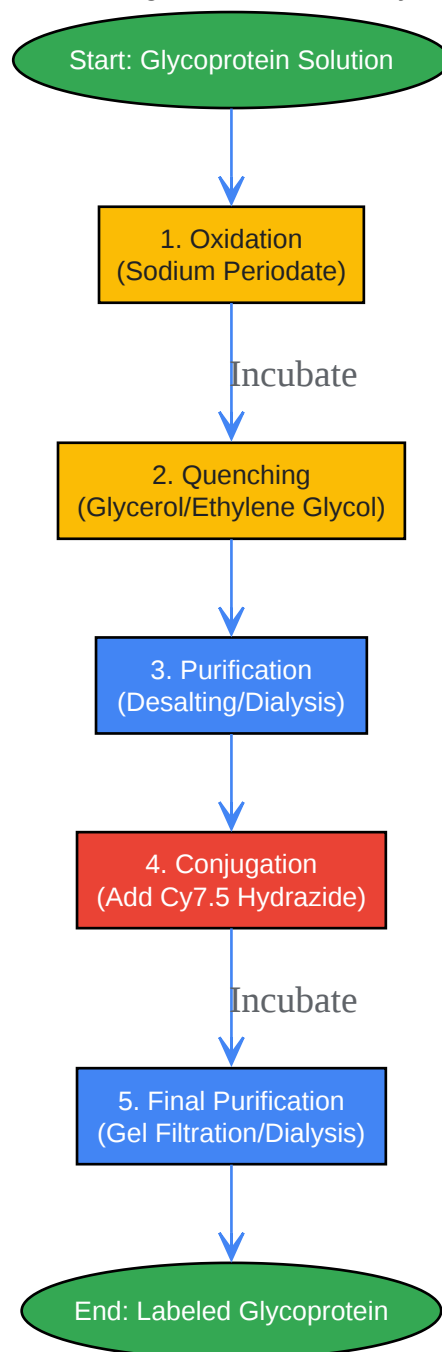 Start: Glycoprotein Solution
1. Oxidation
(Sodium Periodate)
Incubate
2. Quenching
(Glycerol/Ethylene Glycol)
3. Purification
(Desalting/Dialysis)
4. Conjugation
(Add Cy7.5 Hydrazide)
Incubate
5. Final Purification
(Gel Filtration/Dialysis)
End: Labeled Glycoprotein